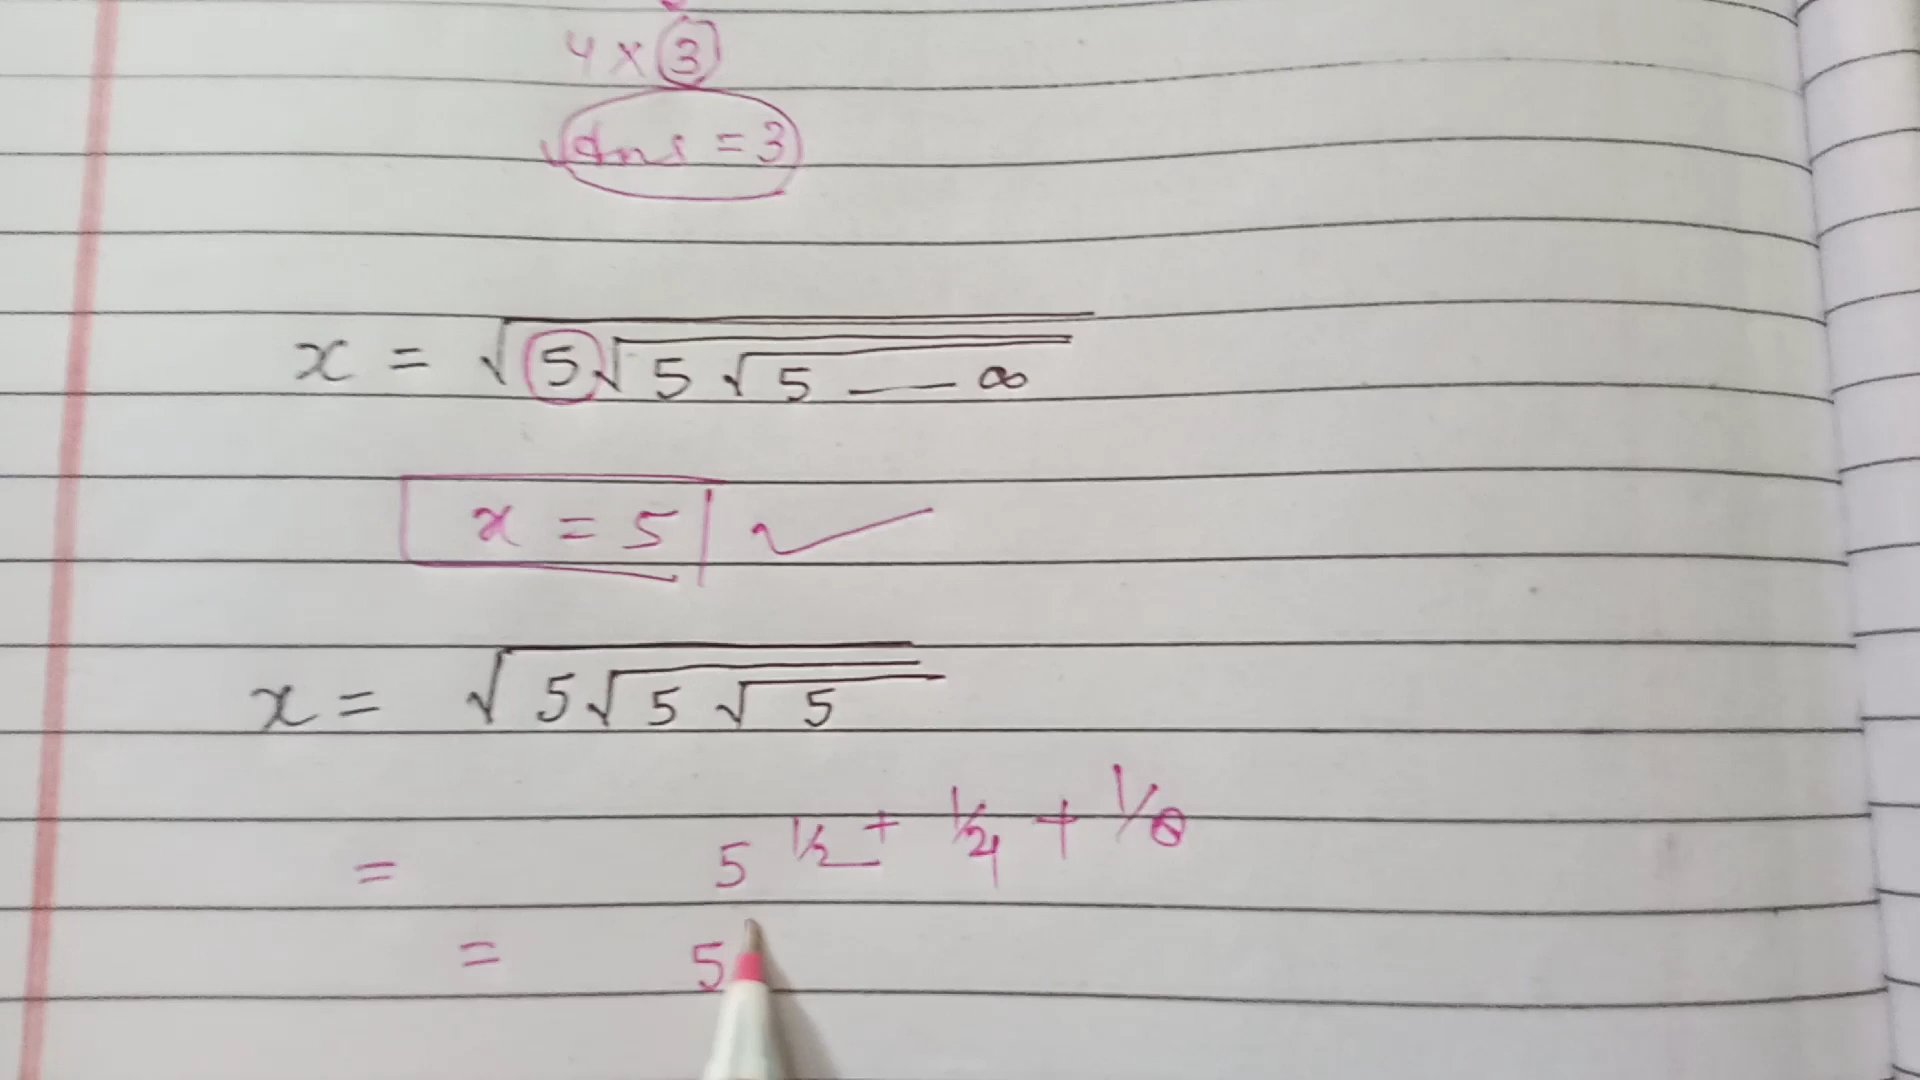 4 × 3
Ans = 3
x = √5√5√5 — ∞
x = 5 ✓
x = √5√5√5
= 5 1/2 + 1/4 + 1/8
= 5